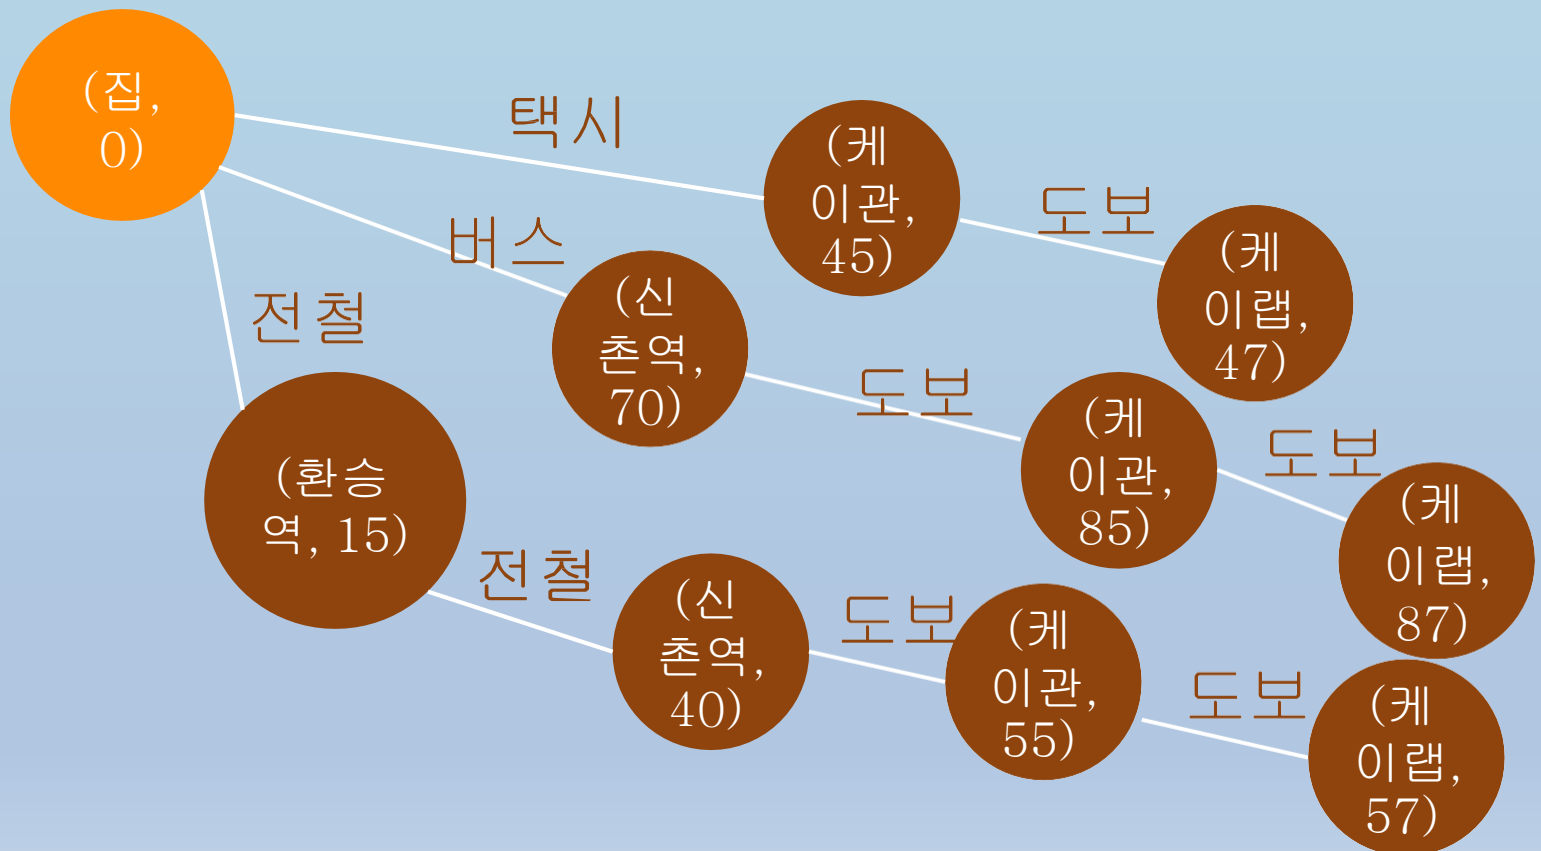 (집,
0)
택시
(케
이관,
45)
도보
(케
이랩,
47)
버스
(신
촌역,
70)
도보
(케
이관,
85)
도보
(케
이랩,
87)
전철
(환승
역, 15)
전철
(신
촌역,
40)
도보
(케
이관,
55)
도보
(케
이랩,
57)